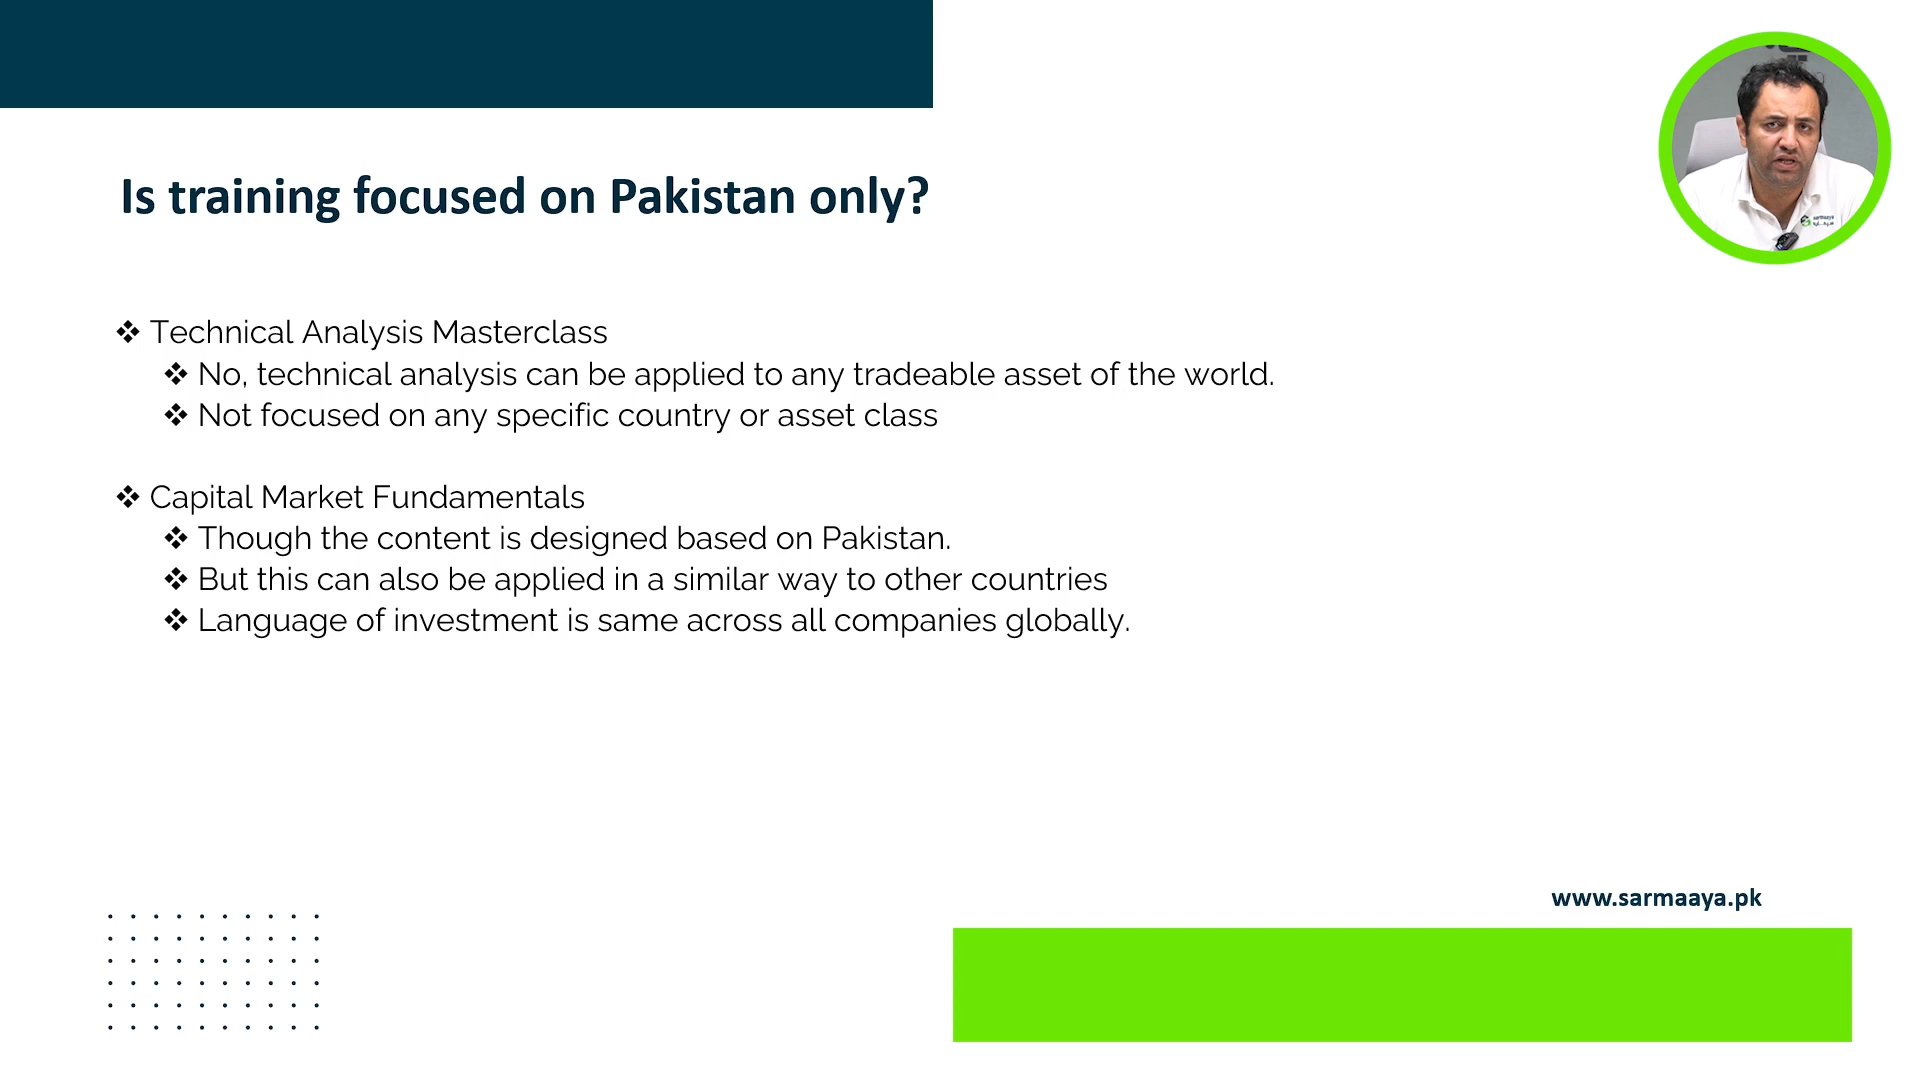 Is training focused on Pakistan only?
❖ Technical Analysis Masterclass
❖ No, technical analysis can be applied to any tradeable asset of the world.
❖ Not focused on any specific country or asset class
❖ Capital Market Fundamentals
❖ Though the content is designed based on Pakistan.
❖ But this can also be applied in a similar way to other countries
❖ Language of investment is same across all companies globally.
www.sarmaaya.pk
sarmaaya